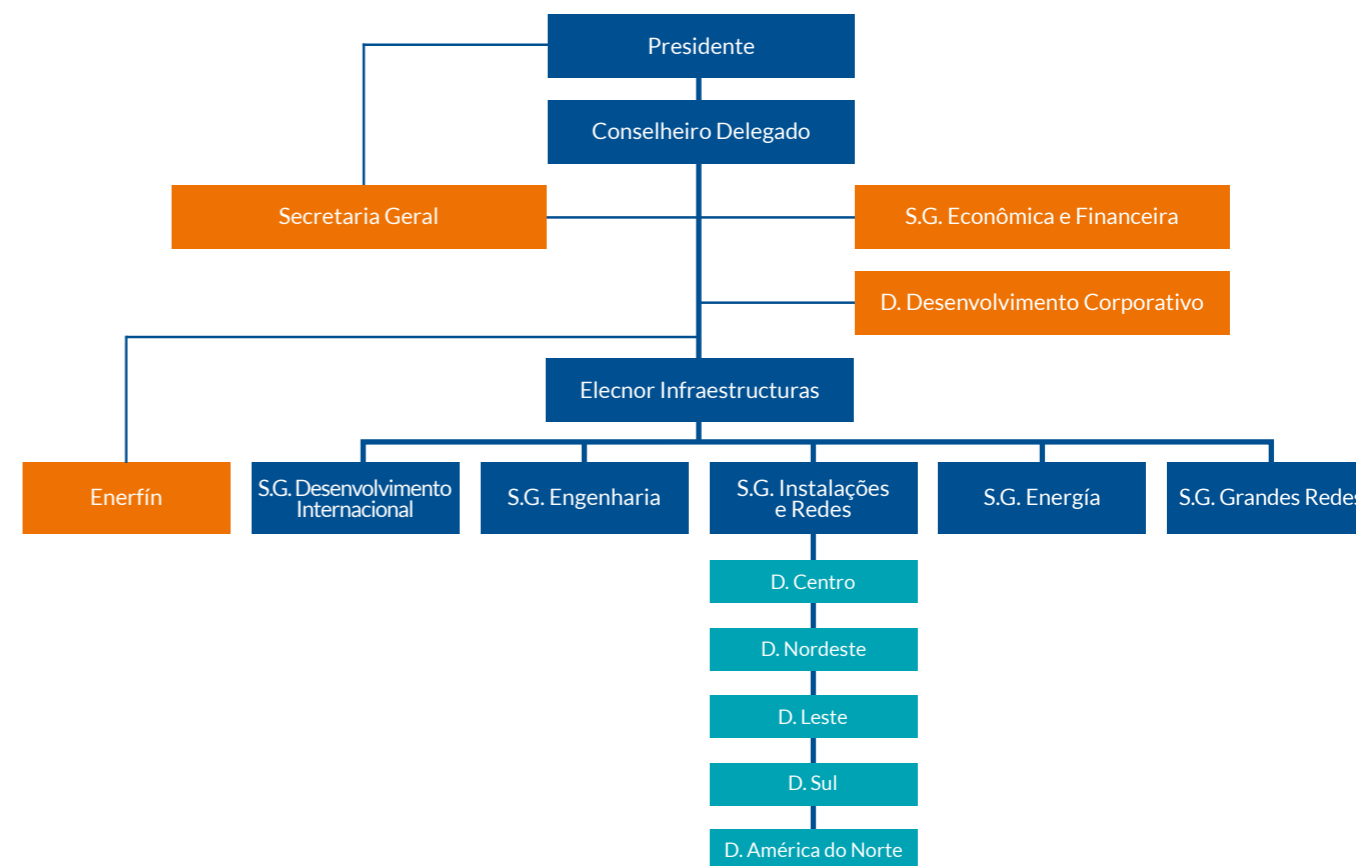 Presidente
Conselheiro Delegado
Secretaria Geral
S.G. Econômica e Financeira
D. Desenvolvimento Corporativo
Elecnor Infraestructuras
Enerfín
S.G. Desenvolvimento
Internacional
S.G. Engenharia
S.G. Instalações
e Redes
S.G. Energía
S.G. Grandes Redes
D. Centro
D. Nordeste
D. Leste
D. Sul
D. América do Norte